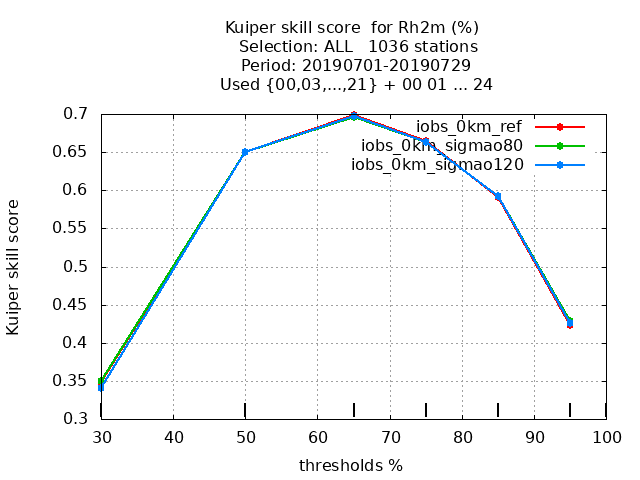 Kuiper skill score  for Rh2m (%)
Selection: ALL   1036 stations
Period: 20190701-20190729
Used {00,03,...,21} + 00 01 ... 24
iobs_0km_ref
iobs_0km_sigmao80
iobs_0km_sigmao120
0.7
0.65
0.6
0.55
0.5
0.45
0.4
0.35
0.3
Kuiper skill score
30 40 50 60 70 80 90 100
thresholds %